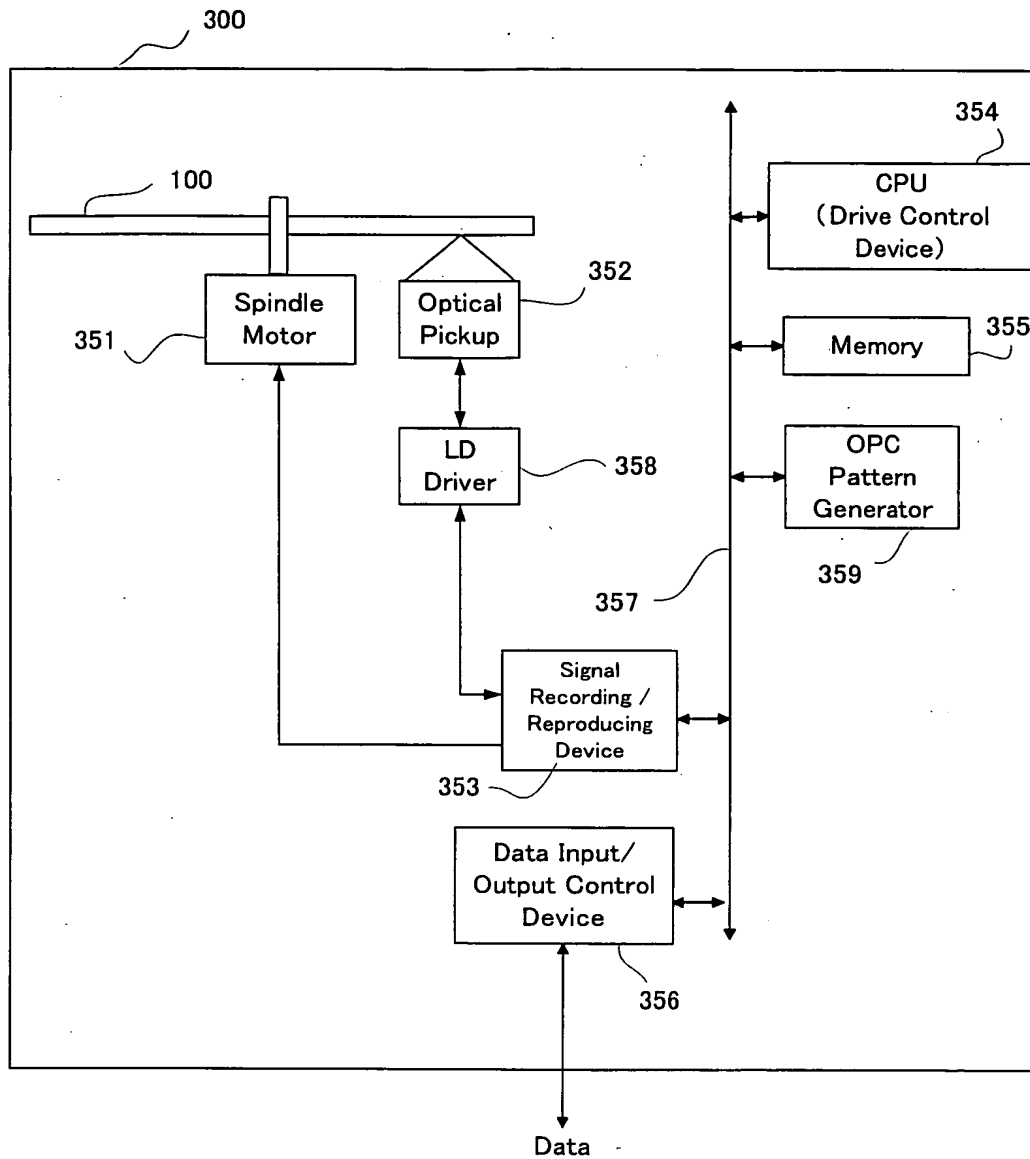 300
354
100
CPU
(Drive Control
Device)
352
Spindle
Motor
Optical
Pickup
351
355
Memory
LD
Driver
358
OPC
Pattern
Generator
359
357
Signal
Recording /
Reproducing
Device
353
Data Input/
Output Control
Device
356
Data